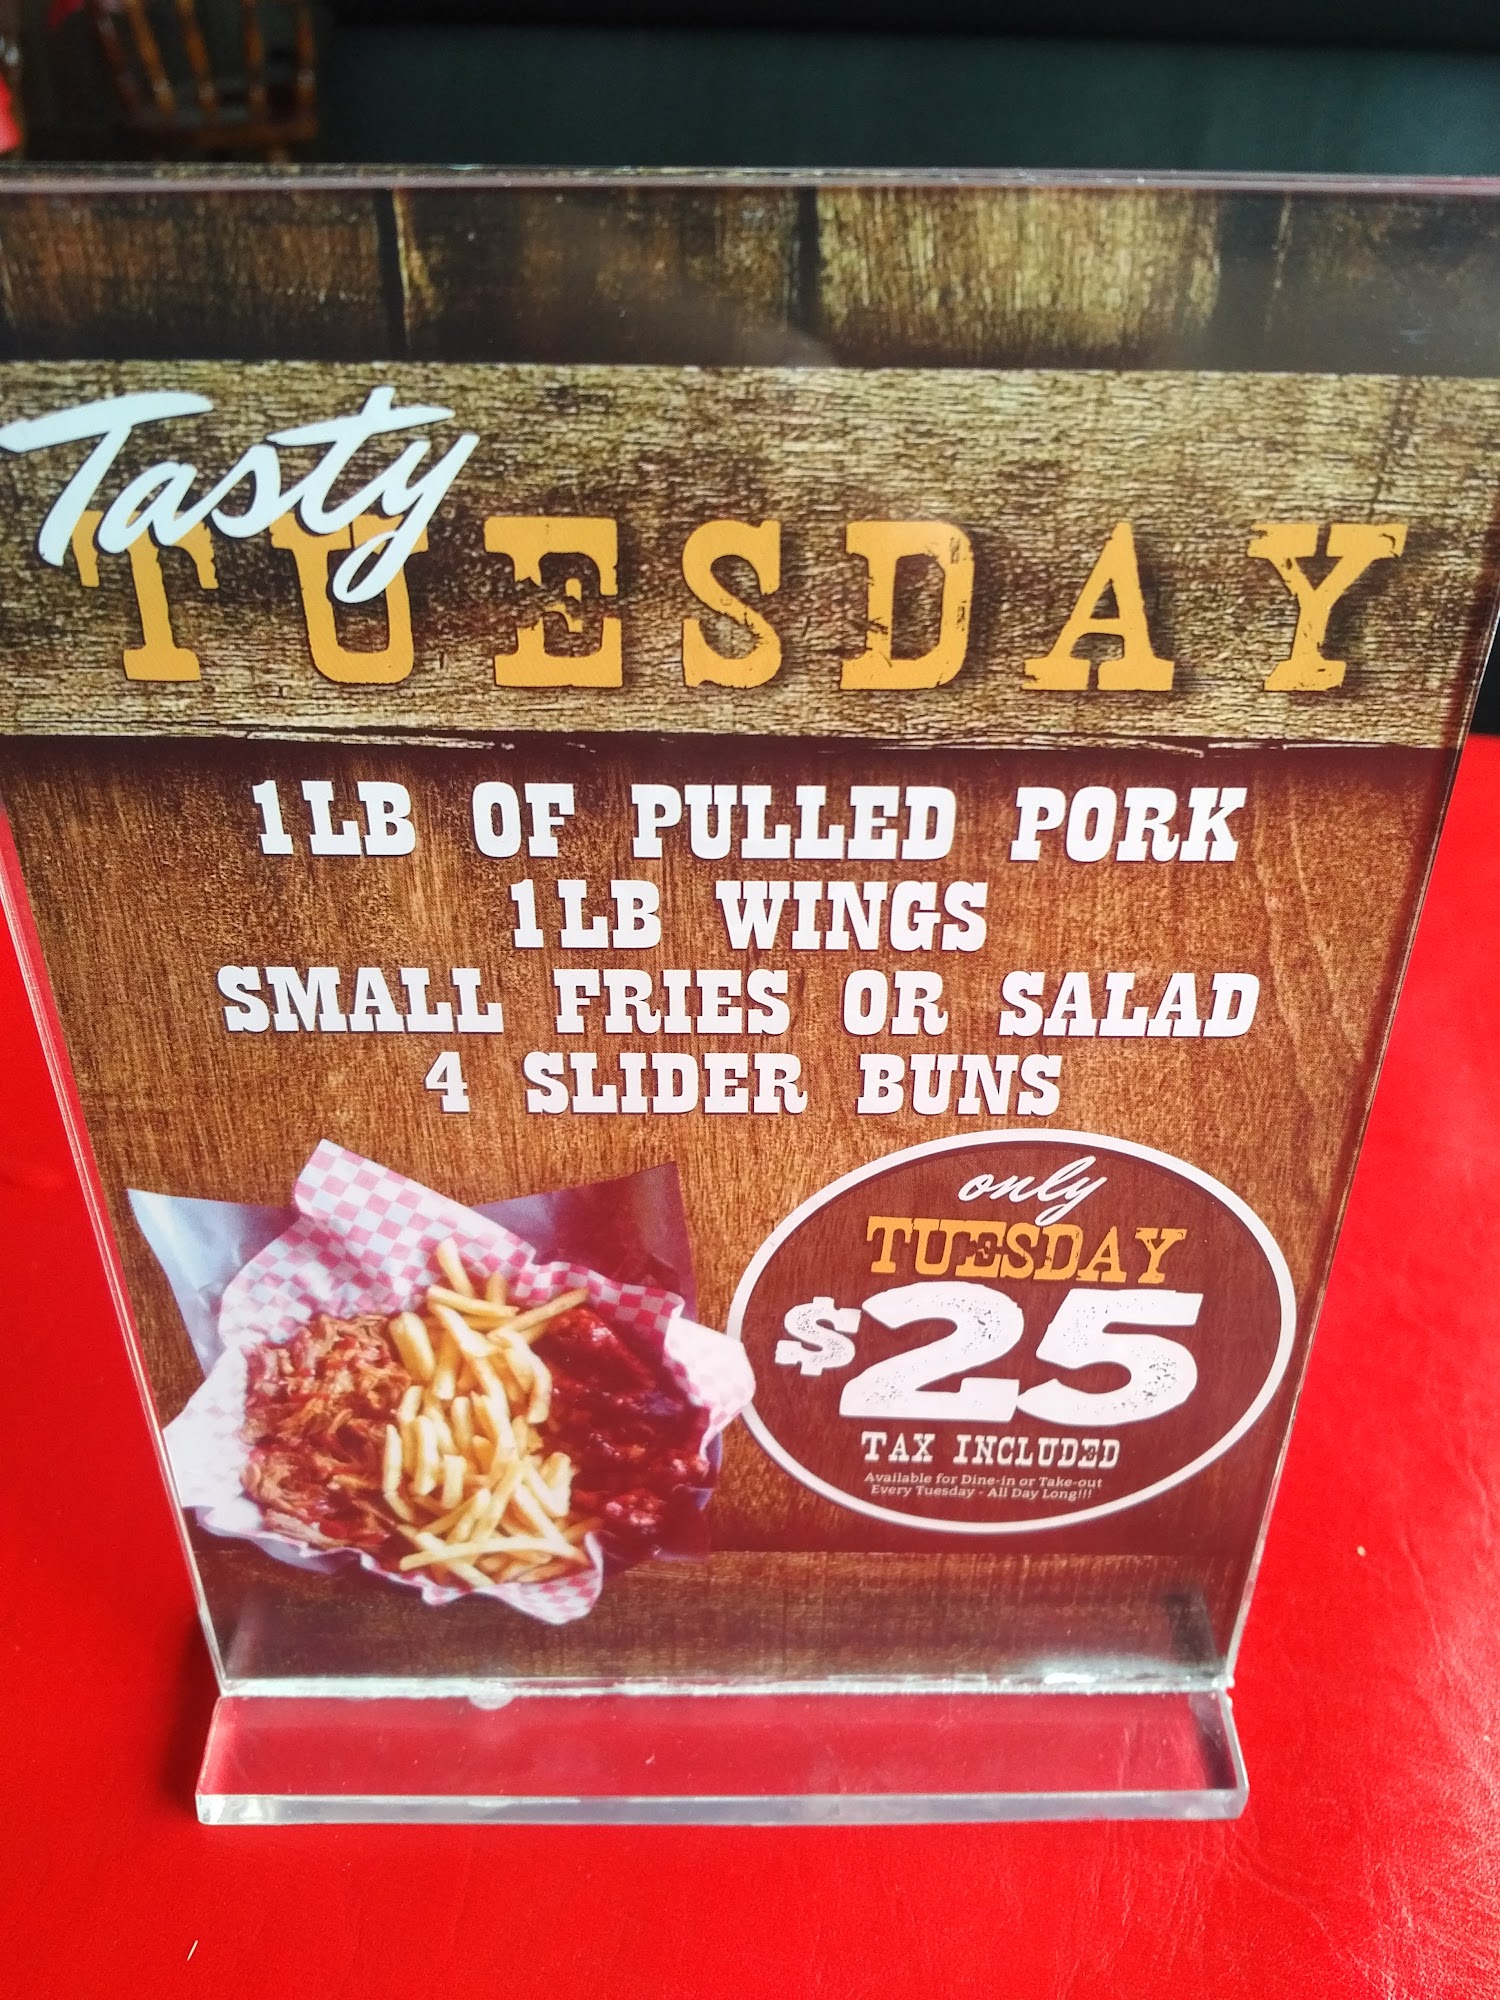 Tasty
TUESDAY
1LB OF PULLED PORK
1LB WINGS
SMALL FRIES OR SALAD
4 SLIDER BUNS
only
TUESDAY
$25
TAX INCLUDED
Available for Dine-in or Take-out
Every Tuesday - All Day Long!!!